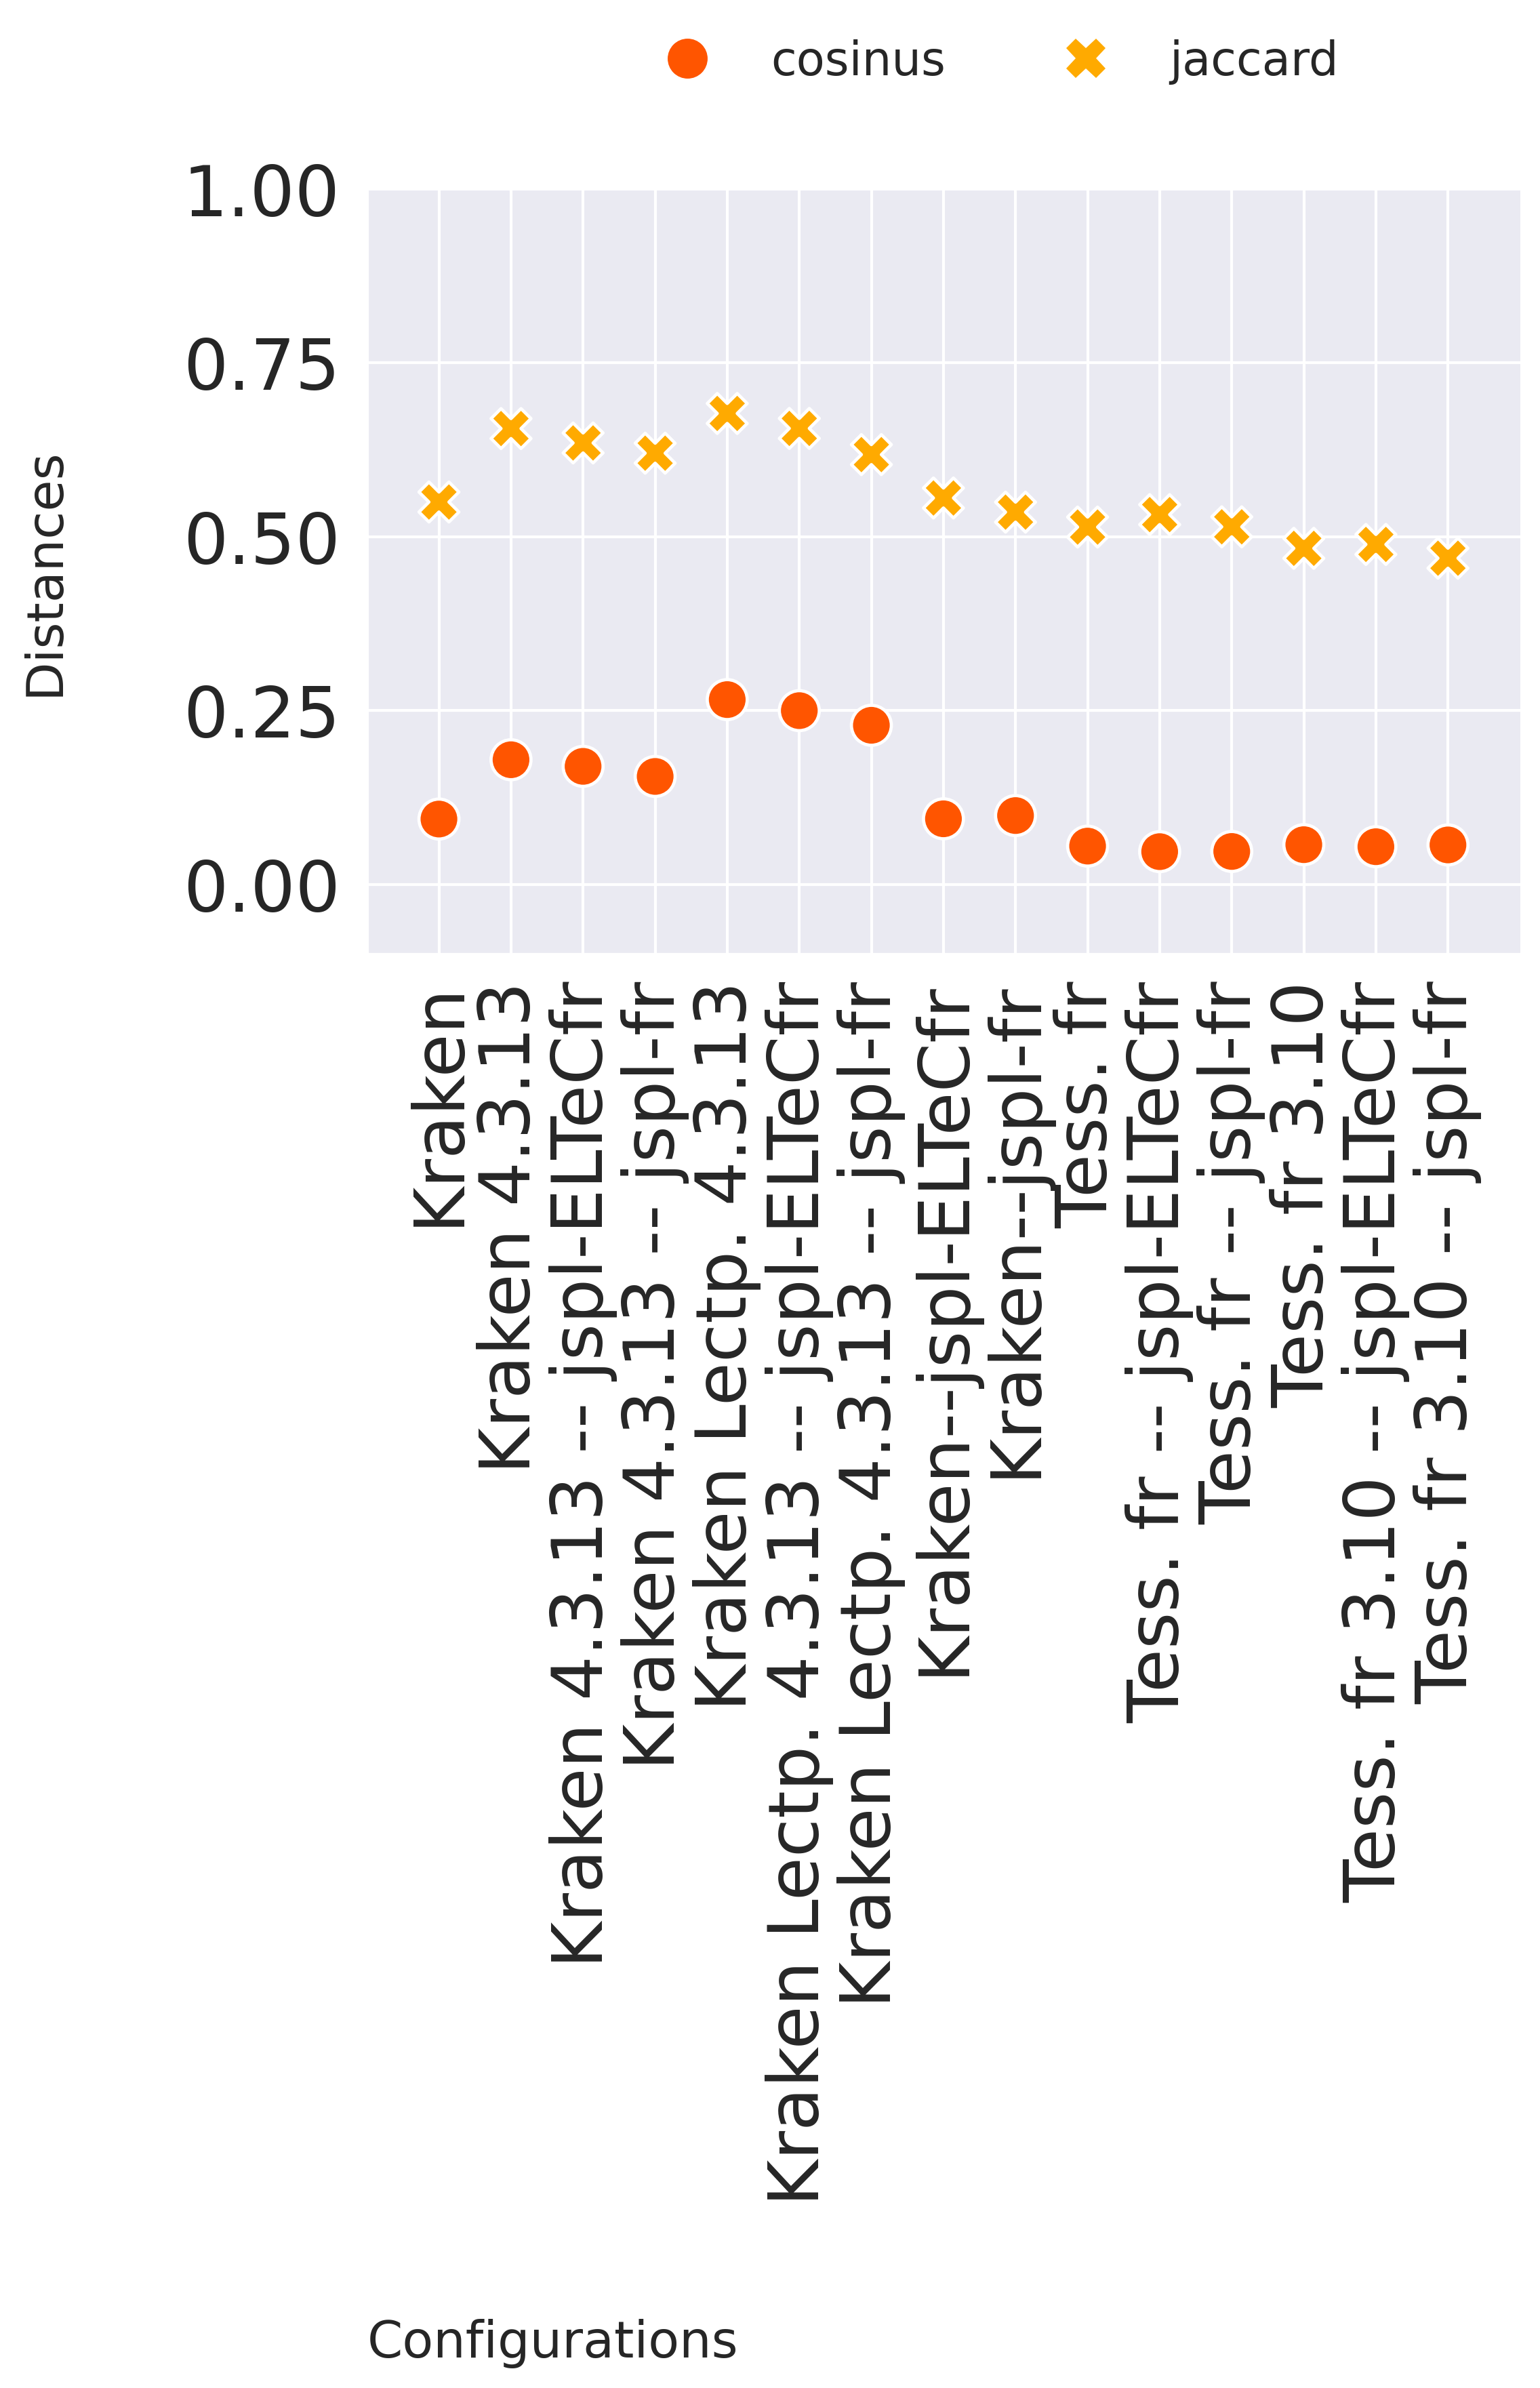 cosinus
jaccard
1.00
0.75
0.50
0.25
0.00
Distances
Kraken
Kraken 4.3.13
Kraken 4.3.13 -- jspl-ELTeCfr
Kraken 4.3.13 -- jspl-fr
Kraken Lectp. 4.3.13
Kraken Lectp. 4.3.13 -- jspl-ELTeCfr
Kraken Lectp. 4.3.13 -- jspl-fr
Kraken--jspl-ELTeCfr
Kraken--jspl-fr
Tess. fr
Tess. fr -- jspl-ELTeCfr
Tess. fr -- jspl-fr
Tess. fr 3.10
Tess. fr 3.10 -- jspl-ELTeCfr
Tess. fr 3.10 -- jspl-fr
Configurations